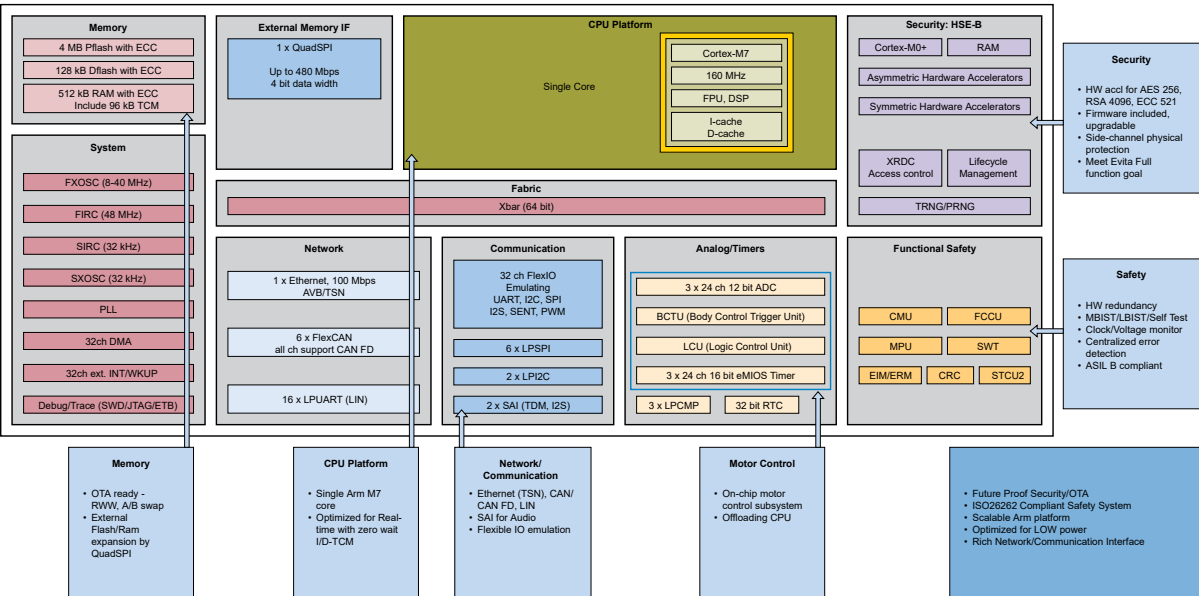 Memory
4 MB Pflash with ECC
128 kB Dflash with ECC
512 kB RAM with ECC
Include 96 kB TCM
External Memory IF
1 x QuadSPI
Up to 480 Mbps
4 bit data width
CPU Platform
Single Core
Cortex-M7
160 MHz
FPU, DSP
I-cache
D-cache
Security: HSE-B
Cortex-M0+
RAM
Asymmetric Hardware Accelerators
Symmetric Hardware Accelerators
XRDC
Access control
Lifecycle
Management
TRNG/PRNG
Security
• HW accl for AES 256,
RSA 4096, ECC 521
• Firmware included,
upgradable
• Side-channel physical
protection
• Meet Evita Full
function goal
System
FXOSC (8-40 MHz)
FIRC (48 MHz)
SIRC (32 kHz)
SXOSC (32 kHz)
PLL
32ch DMA
32ch ext. INT/WKUP
Debug/Trace (SWD/JTAG/ETB)
Fabric
Xbar (64 bit)
Network
1 x Ethernet, 100 Mbps
AVB/TSN
6 x FlexCAN
all ch support CAN FD
16 x LPUART (LIN)
Communication
32 ch FlexIO
Emulating
UART, I2C, SPI
I2S, SENT, PWM
6 x LPSPI
2 x LPI2C
2 x SAI (TDM, I2S)
Analog/Timers
3 x 24 ch 12 bit ADC
BCTU (Body Control Trigger Unit)
LCU (Logic Control Unit)
3 x 24 ch 16 bit eMIOS Timer
3 x LPCMP
32 bit RTC
Functional Safety
CMU
FCCU
MPU
SWT
EIM/ERM
CRC
STCU2
Safety
• HW redundancy
• MBIST/LBIST/Self Test
• Clock/Voltage monitor
• Centralized error
detection
• ASIL B compliant
Memory
• OTA ready -
RWW, A/B swap
• External
Flash/Ram
expansion by
QuadSPI
CPU Platform
• Single Arm M7
core
• Optimized for Real-
time with zero wait
I/D-TCM
Network/
Communication
• Ethernet (TSN), CAN/
CAN FD, LIN
• SAI for Audio
• Flexible IO emulation
Motor Control
• On-chip motor
control subsystem
• Offloading CPU
• Future Proof Security/OTA
• ISO26262 Compliant Safety System
• Scalable Arm platform
• Optimized for LOW power
• Rich Network/Communication Interface